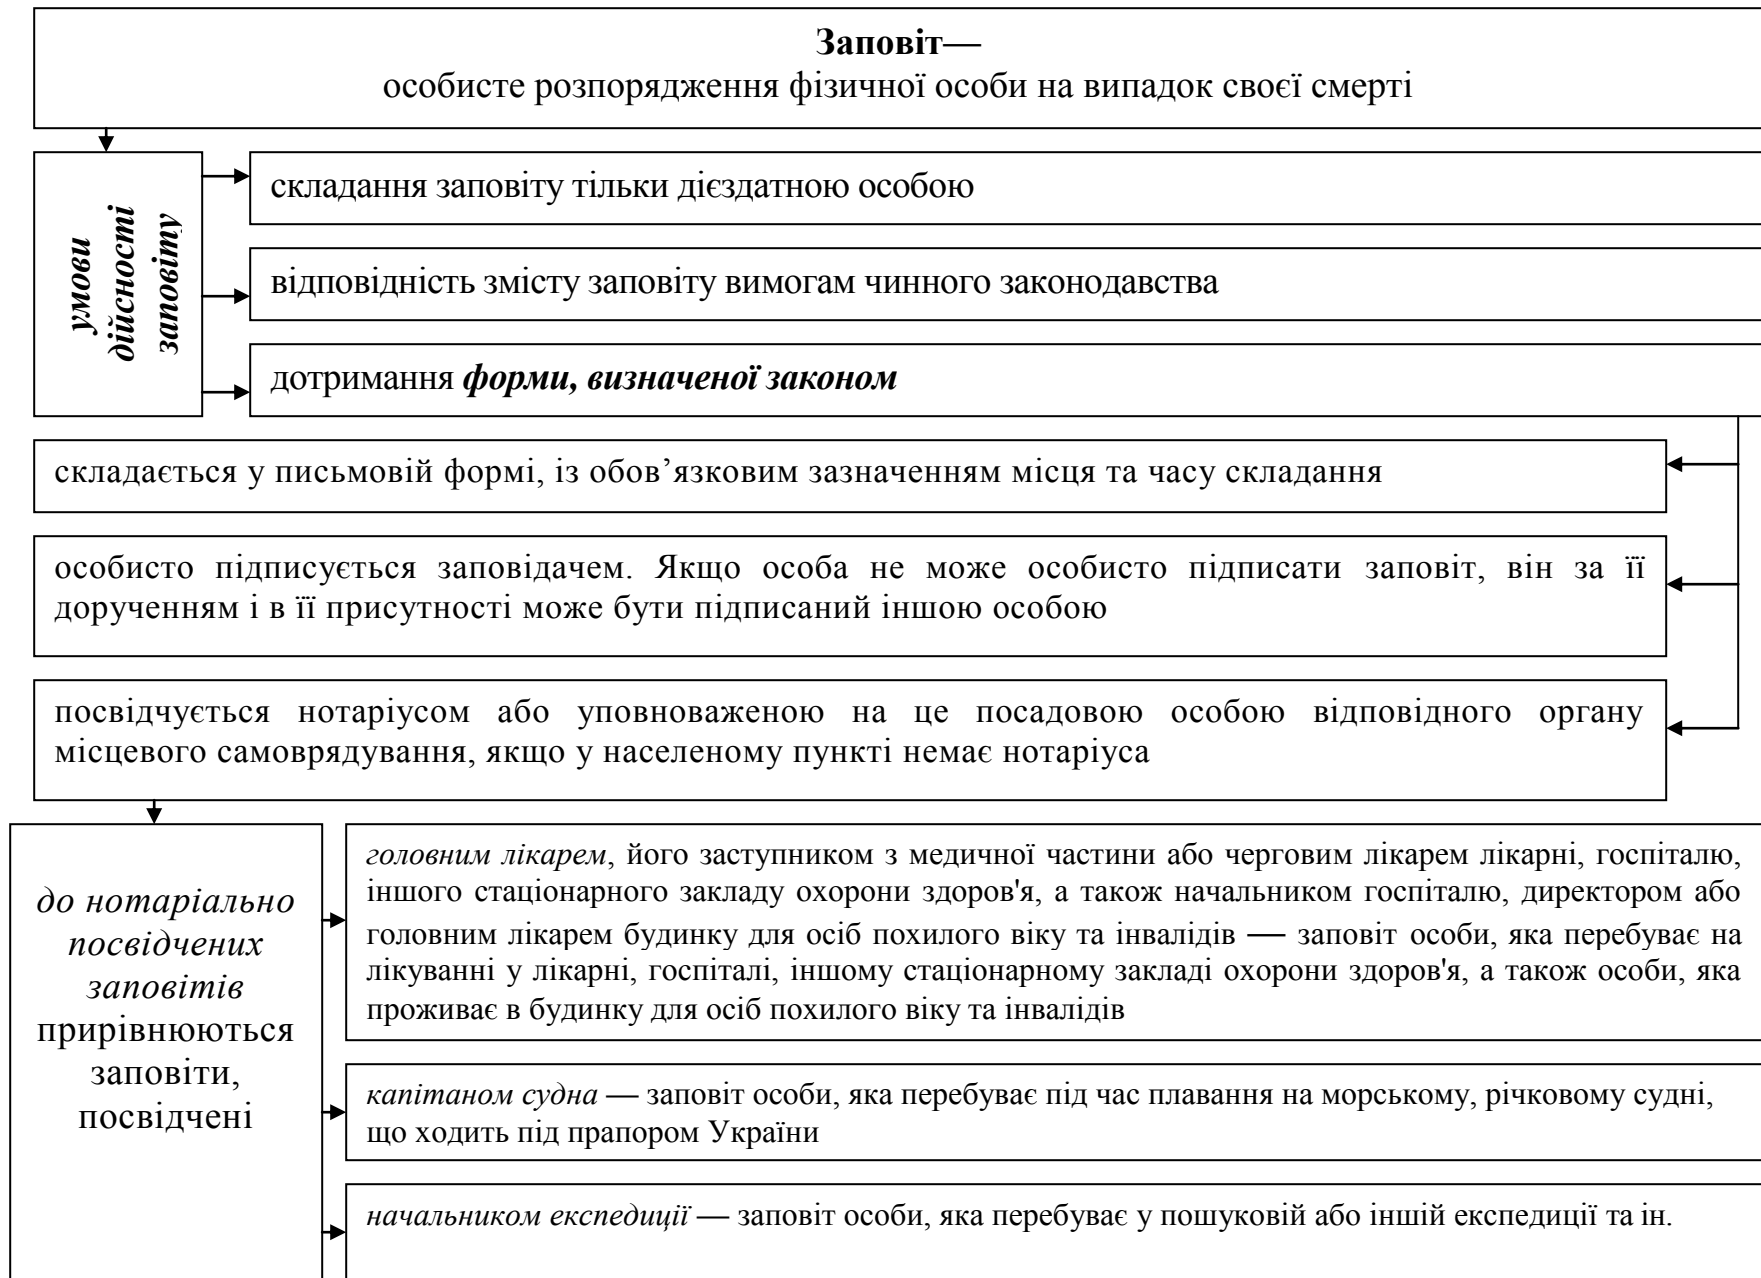 Заповіт—
особисте розпорядження фізичної особи на випадок своєї смерті
умови
дійсності
заповіту
складання заповіту тільки дієздатною особою
відповідність змісту заповіту вимогам чинного законодавства
дотримання форми, визначеної законом
складається у письмовій формі, із обов’язковим зазначенням місця та часу складання
особисто підписується заповідачем. Якщо особа не може особисто підписати заповіт, він за її
дорученням і в її присутності може бути підписаний іншою особою
посвідчується нотаріусом або уповноваженою на це посадовою особою відповідного органу
місцевого самоврядування, якщо у населеному пункті немає нотаріуса
до нотаріально
посвідчених
заповітів
прирівнюються
заповіти,
посвідчені
головним лікарем, його заступником з медичної частини або черговим лікарем лікарні, госпіталю,
іншого стаціонарного закладу охорони здоров'я, а також начальником госпіталю, директором або
головним лікарем будинку для осіб похилого віку та інвалідів — заповіт особи, яка перебуває на
лікуванні у лікарні, госпіталі, іншому стаціонарному закладі охорони здоров'я, а також особи, яка
проживає в будинку для осіб похилого віку та інвалідів
капітаном судна — заповіт особи, яка перебуває під час плавання на морському, річковому судні,
що ходить під прапором України
начальником експедиції — заповіт особи, яка перебуває у пошуковій або іншій експедиції та ін.